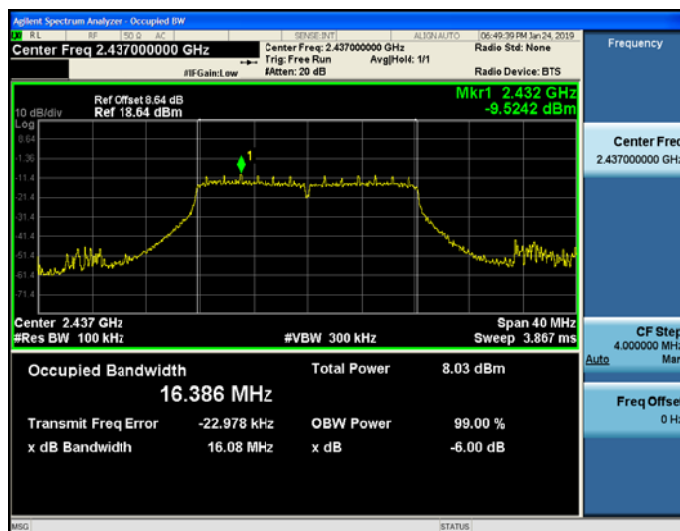 Agilent Spectrum Analyzer - Occupied BW
RL RF 50 Ω AC SENSE:INT ALIGN AUTO 06:49:39 PM Jan 24, 2019
Center Freq 2.437000000 GHz
Center Freq: 2.437000000 GHz
Radio Std: None
Trig: Free Run Avg|Hold: 1/1
#IFGain:Low #Atten: 20 dB Radio Device: BTS
Frequency
Mkr1 2.432 GHz
-9.5242 dBm
Ref Offset 8.64 dB
10 dB/div Ref 18.64 dBm
Log
8.64
-1.36
-11.4
-21.4
-31.4
-41.4
-51.4
-61.4
-71.4
1
Center 2.437 GHz Span 40 MHz
#Res BW 100 kHz #VBW 300 kHz Sweep 3.867 ms
Occupied Bandwidth Total Power 8.03 dBm
16.386 MHz
Transmit Freq Error -22.978 kHz OBW Power 99.00 %
x dB Bandwidth 16.08 MHz x dB -6.00 dB
Center Freq
2.437000000 GHz
CF Step
4.000000 MHz
Auto Man
Freq Offset
0 Hz
MSG STATUS